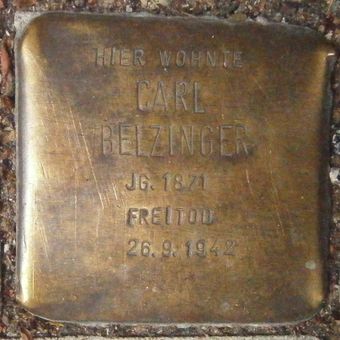 HIER WOHNTE
CARL
BELZINGER
JG. 1871
FREITOD
26.9.1942